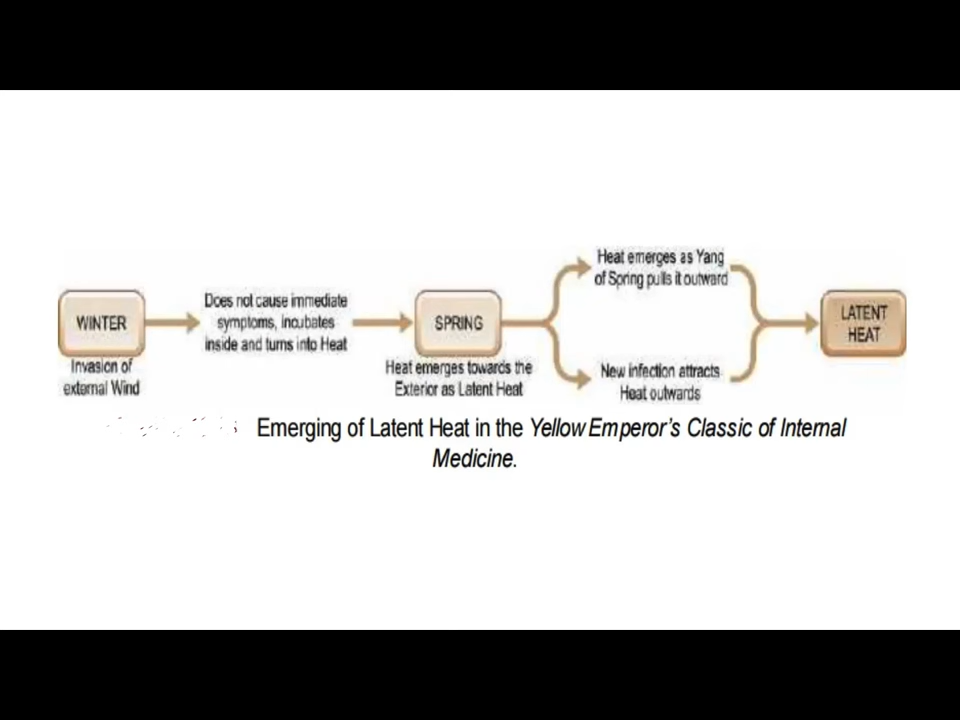 WINTER
Invasion of
external Wind
Does not cause immediate
symptoms, incubates
inside and turns into Heat
SPRING
Heat emerges towards the
Exterior as Latent Heat
Heat emerges as Yang
of Spring pulls it outward
New infection attracts
Heat outwards
LATENT
HEAT
Emerging of Latent Heat in the Yellow Emperor's Classic of Internal
Medicine.